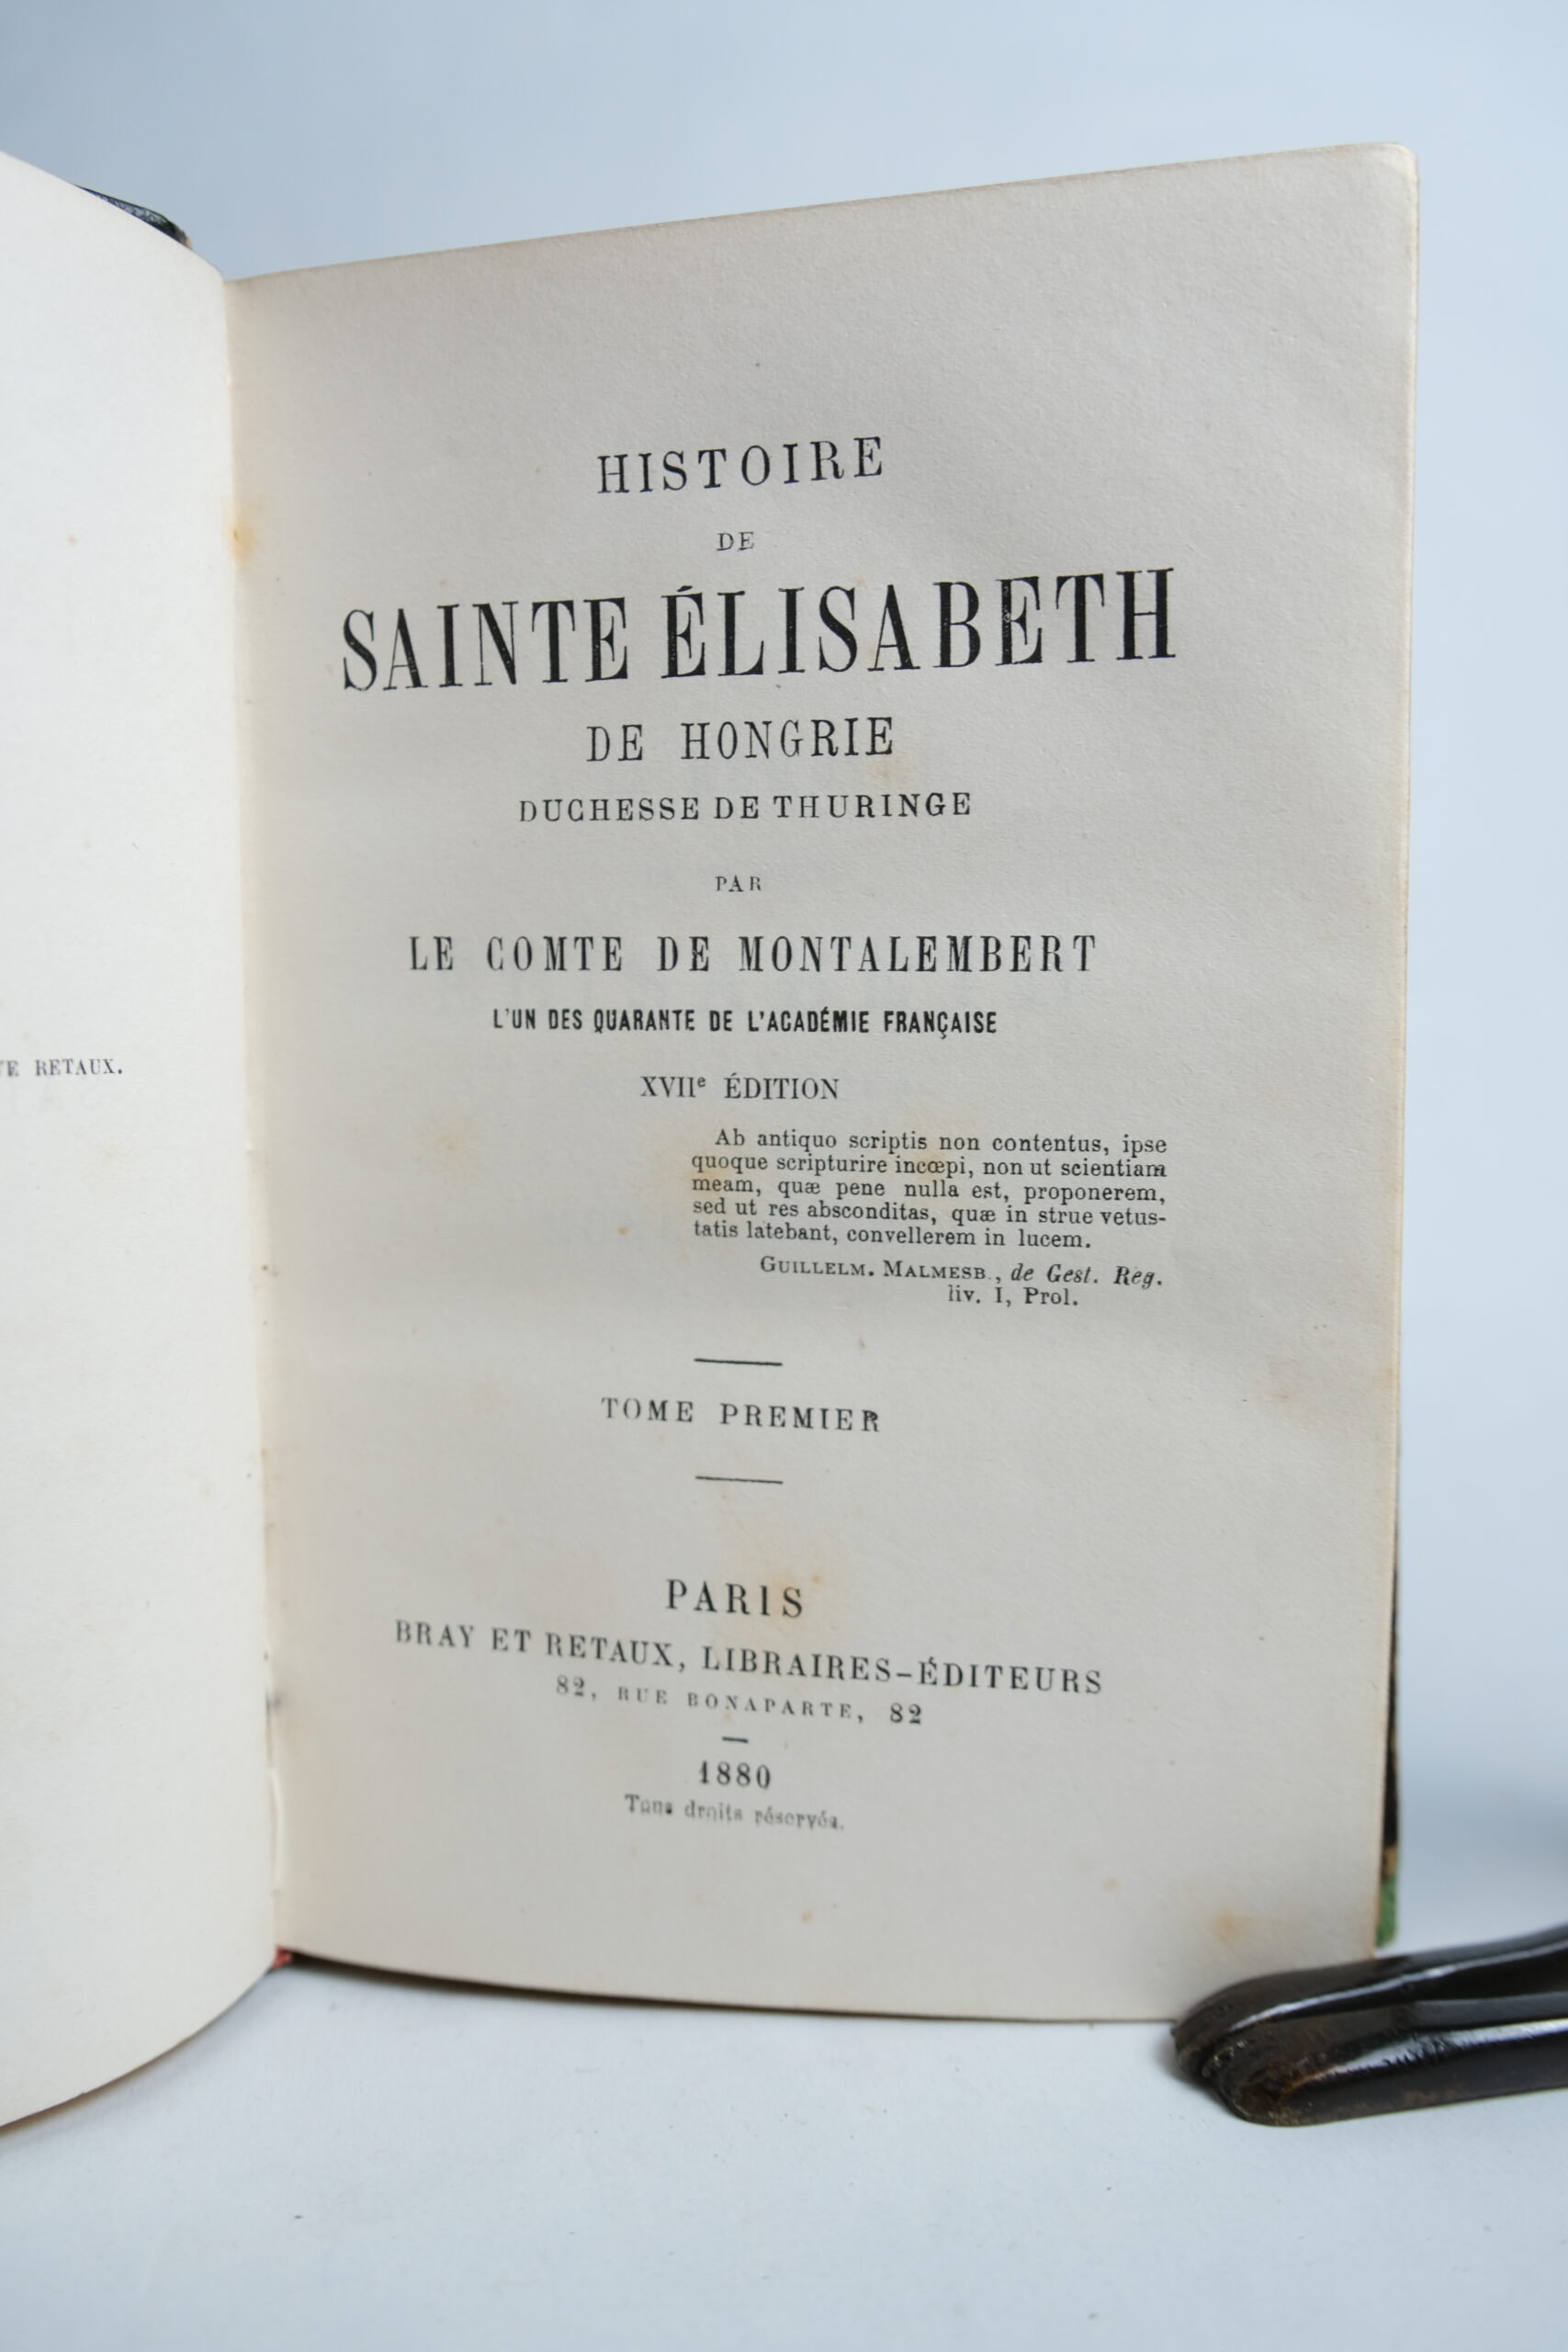 RETAUX.
HISTOIRE
DE
SAINTE ÉLISABETH
DE HONGRIE
DUCHESSE DE THURINGE
PAR
LE COMTE DE MONTALEMBERT
L'UN DES QUARANTE DE L'ACADÉMIE FRANÇAISE
XVIIe ÉDITION
Ab antiquo scriptis non contentus, ipse
quoque scripturire incœpi, non ut scientiam
meam, quæ pene nulla est, proponerem,
sed ut res absconditas, quæ in strue vetus-
tatis latebant, convellerem in lucem.
GUILLELM. MALMESB., de Gest. Reg.
liv. I, Prol.
TOME PREMIER
PARIS
BRAY ET RETAUX, LIBRAIRES-ÉDITEURS
82, RUE BONAPARTE, 82
1880
Tous droits réservés.